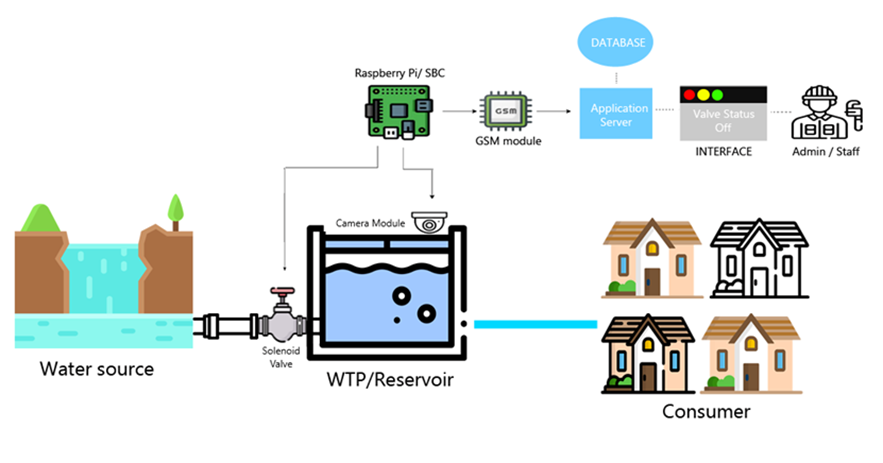 DATABASE
Raspberry Pi/ SBC
GSM
GSM module
Application
Server
Valve Status
Off
INTERFACE
Admin / Staff
Camera Module
Solenoid
Valve
Water source
WTP/Reservoir
Consumer